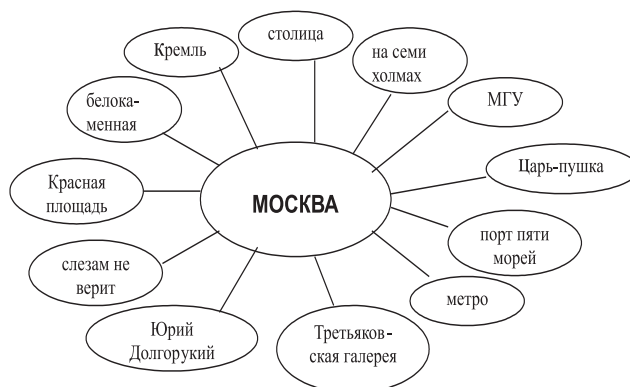 столица
Кремль
на семи
холмах
белока-
менная
МГУ
Царь-пушка
Красная
площадь
МОСКВА
порт пяти
морей
слезам не
верит
метро
Юрий
Долгорукий
Третьяков-
ская галерея